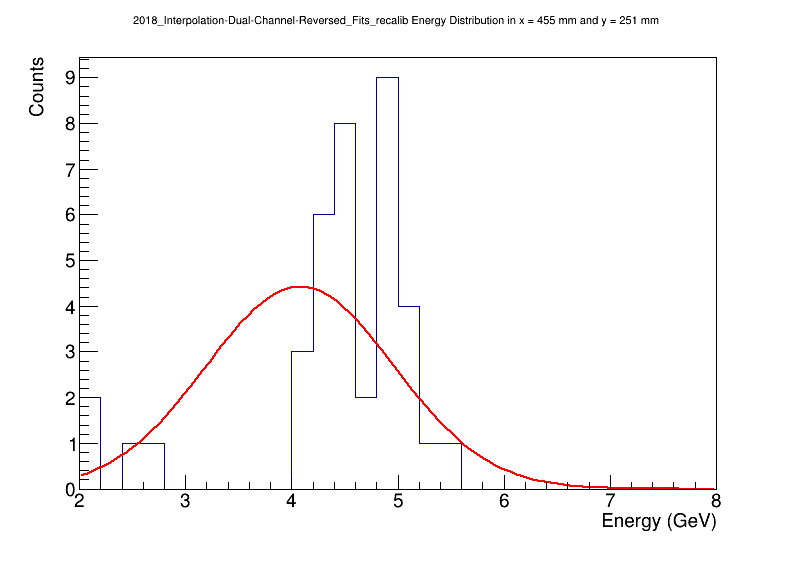 2018_Interpolation-Dual-Channel-Reversed_Fits_recalib Energy Distribution in x = 455 mm and y = 251 mm
Counts
9
8
7
6
5
4
3
2
1
0
2 3 4 5 6 7 8
Energy (GeV)